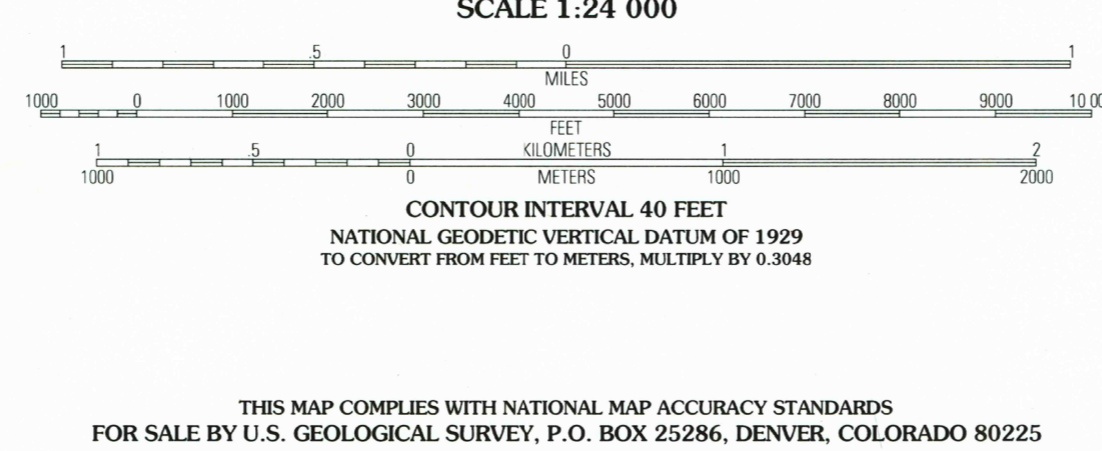 SCALE 1:24 000
1 .5 0 1
MILES
1000 0 1000 2000 3000 4000 5000 6000 7000 8000 9000 10 00
FEET
1 .5 0 KILOMETERS 1 2
1000 0 METERS 1000 2000
CONTOUR INTERVAL 40 FEET
NATIONAL GEODETIC VERTICAL DATUM OF 1929
TO CONVERT FROM FEET TO METERS, MULTIPLY BY 0.3048
THIS MAP COMPLIES WITH NATIONAL MAP ACCURACY STANDARDS
FOR SALE BY U.S. GEOLOGICAL SURVEY, P.O. BOX 25286, DENVER, COLORADO 80225